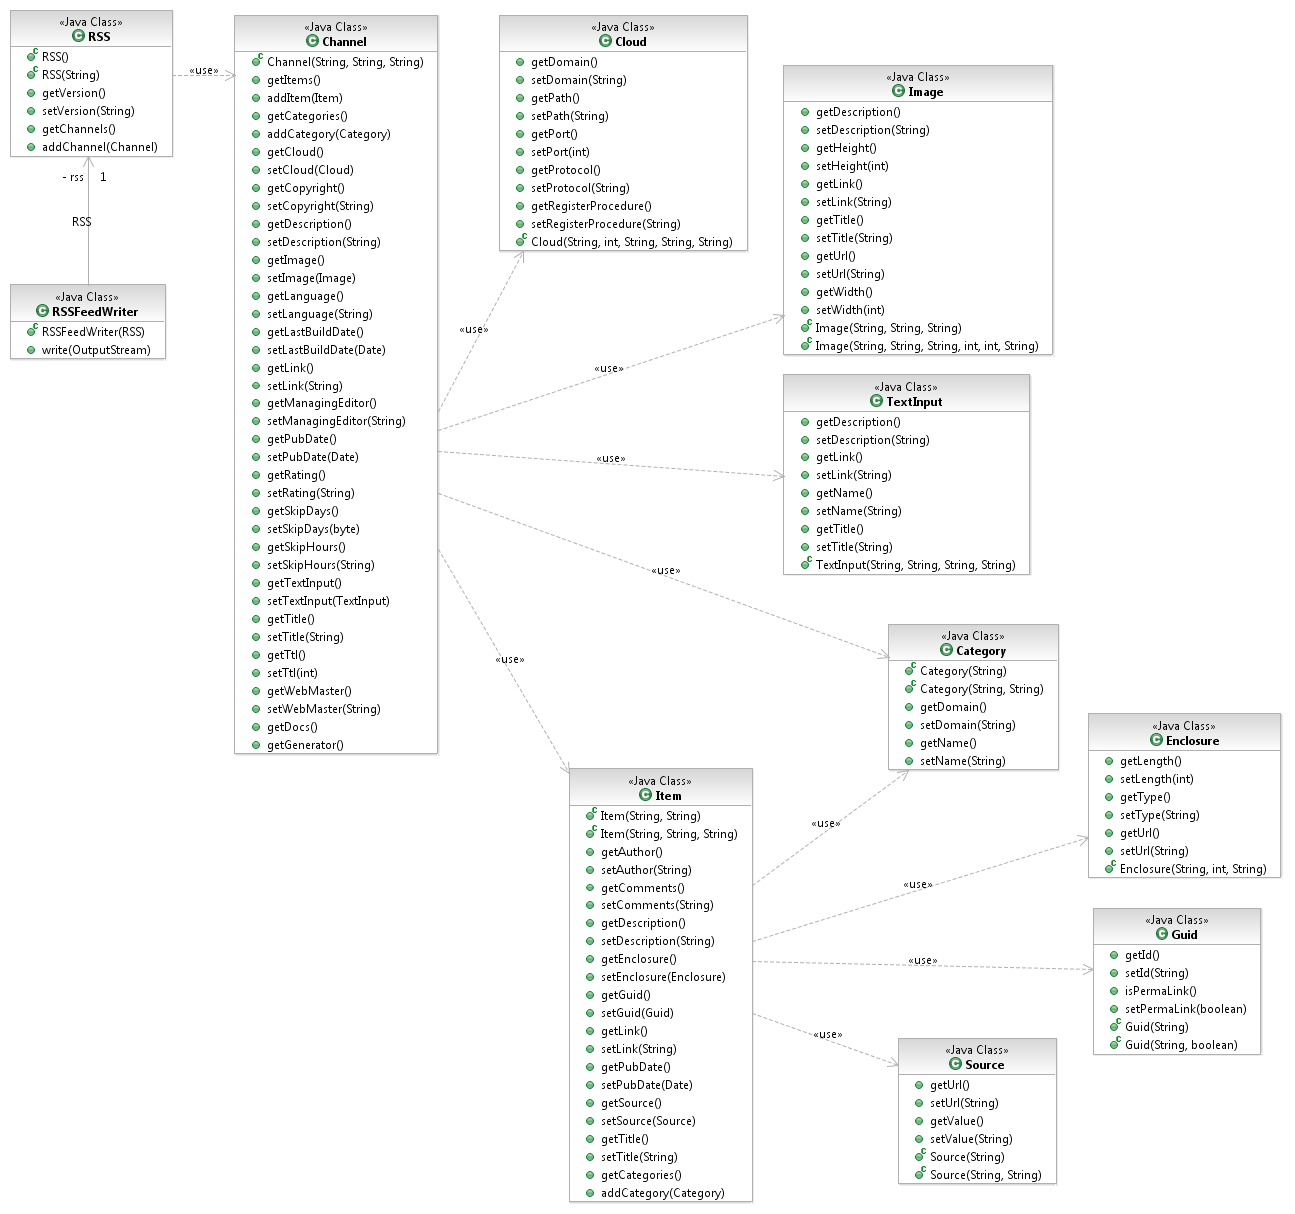 «Java Class»
RSS
RSS()
RSS(String)
getVersion()
setVersion(String)
getChannels()
addChannel(Channel)
- rss 1
RSS
«Java Class»
RSSFeedWriter
RSSFeedWriter(RSS)
write(OutputStream)
«use»
«Java Class»
Channel
Channel(String, String, String)
getItems()
addItem(Item)
getCategories()
addCategory(Category)
getCloud()
setCloud(Cloud)
getCopyright()
setCopyright(String)
getDescription()
setDescription(String)
getImage()
setImage(Image)
getLanguage()
setLanguage(String)
getLastBuildDate()
setLastBuildDate(Date)
getLink()
setLink(String)
getManagingEditor()
setManagingEditor(String)
getPubDate()
setPubDate(Date)
getRating()
setRating(String)
getSkipDays()
setSkipDays(byte)
getSkipHours()
setSkipHours(String)
getTextInput()
setTextInput(TextInput)
getTitle()
setTitle(String)
getTtl()
setTtl(int)
getWebMaster()
setWebMaster(String)
getDocs()
getGenerator()
«use»
«use»
«use»
«use»
«use»
«Java Class»
Cloud
getDomain()
setDomain(String)
getPath()
setPath(String)
getPort()
setPort(int)
getProtocol()
setProtocol(String)
getRegisterProcedure()
setRegisterProcedure(String)
Cloud(String, int, String, String, String)
«Java Class»
Image
getDescription()
setDescription(String)
getHeight()
setHeight(int)
getLink()
setLink(String)
getTitle()
setTitle(String)
getUrl()
setUrl(String)
getWidth()
setWidth(int)
Image(String, String, String)
Image(String, String, String, int, int, String)
«Java Class»
TextInput
getDescription()
setDescription(String)
getLink()
setLink(String)
getName()
setName(String)
getTitle()
setTitle(String)
TextInput(String, String, String, String)
«Java Class»
Category
Category(String)
Category(String, String)
getDomain()
setDomain(String)
getName()
setName(String)
«Java Class»
Item
Item(String, String)
Item(String, String, String)
getAuthor()
setAuthor(String)
getComments()
setComments(String)
getDescription()
setDescription(String)
getEnclosure()
setEnclosure(Enclosure)
getGuid()
setGuid(Guid)
getLink()
setLink(String)
getPubDate()
setPubDate(Date)
getSource()
setSource(Source)
getTitle()
setTitle(String)
getCategories()
addCategory(Category)
«use»
«use»
«use»
«use»
«Java Class»
Enclosure
getLength()
setLength(int)
getType()
setType(String)
getUrl()
setUrl(String)
Enclosure(String, int, String)
«Java Class»
Guid
getId()
setId(String)
isPermaLink()
setPermaLink(boolean)
Guid(String)
Guid(String, boolean)
«Java Class»
Source
getUrl()
setUrl(String)
getValue()
setValue(String)
Source(String)
Source(String, String)